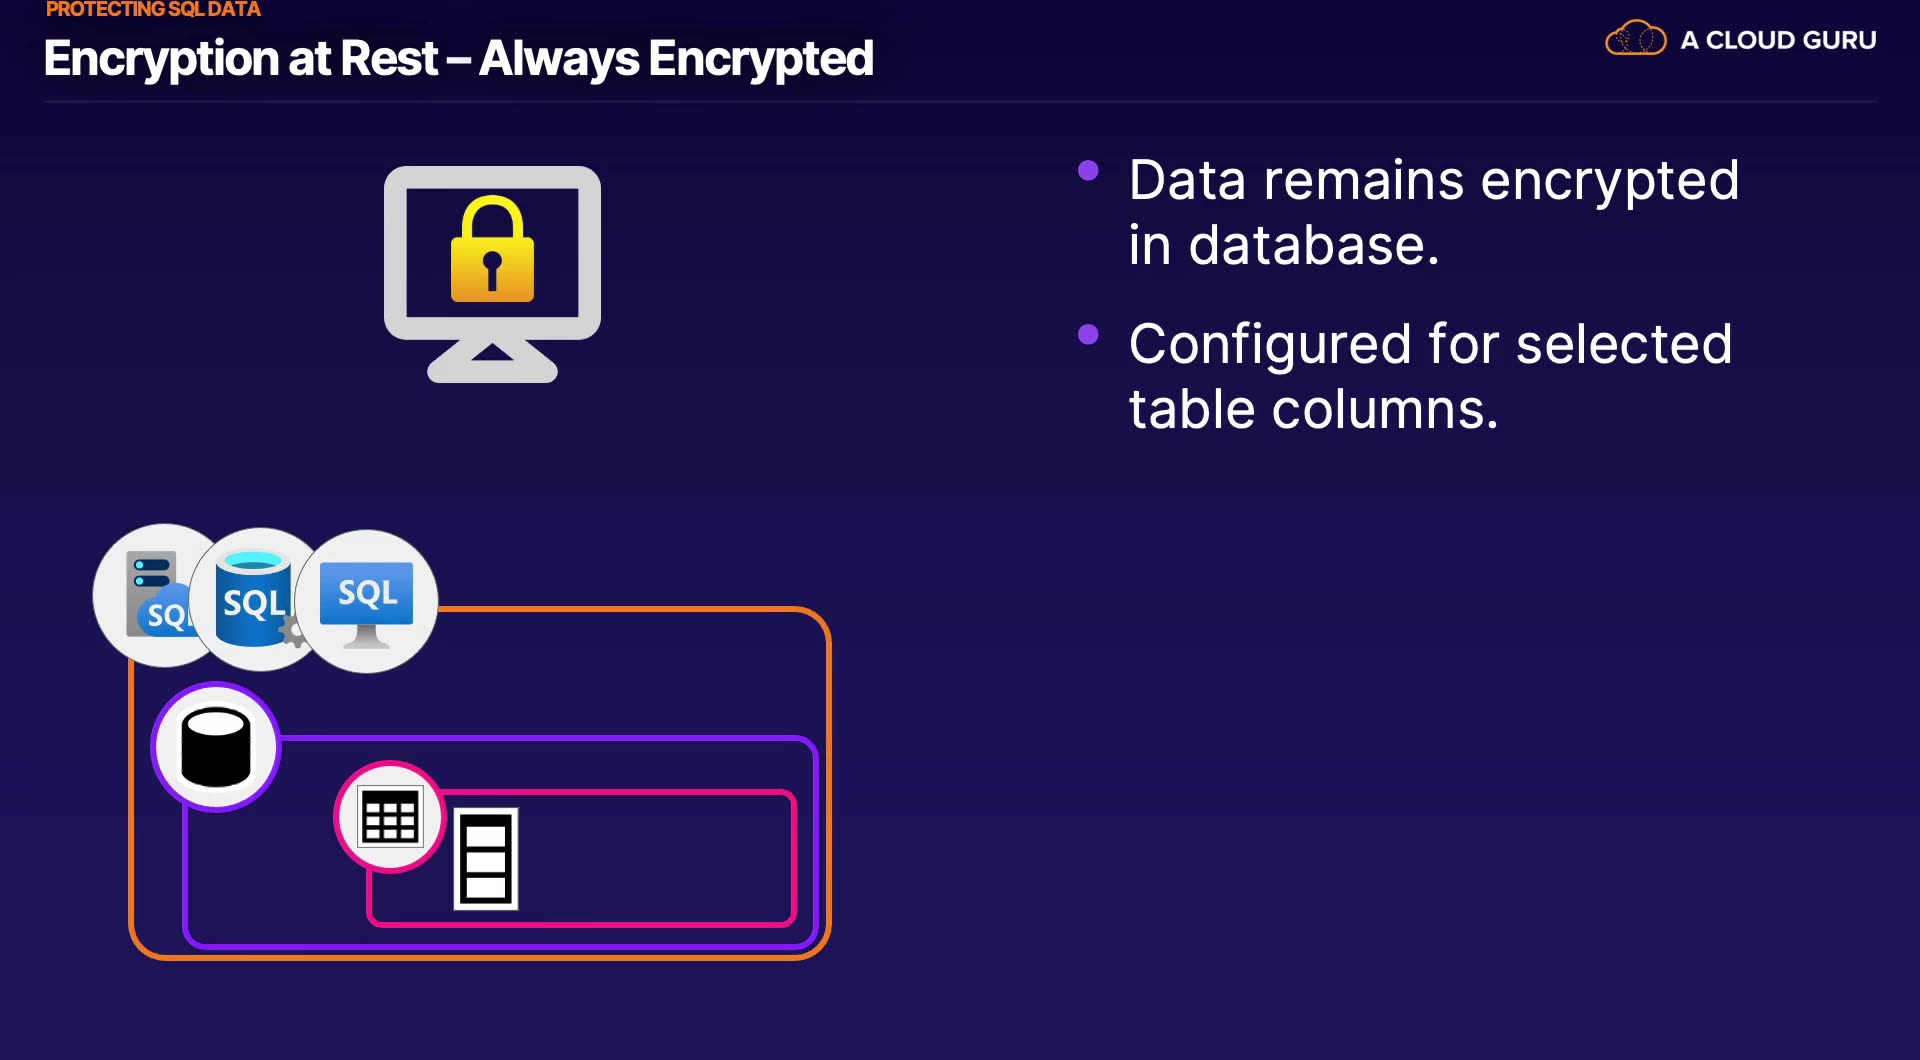 PROTECTING SQL DATA
Encryption at Rest – Always Encrypted
A CLOUD GURU
Data remains encrypted
in database.
Configured for selected
table columns.
SQL
SQL
SQL